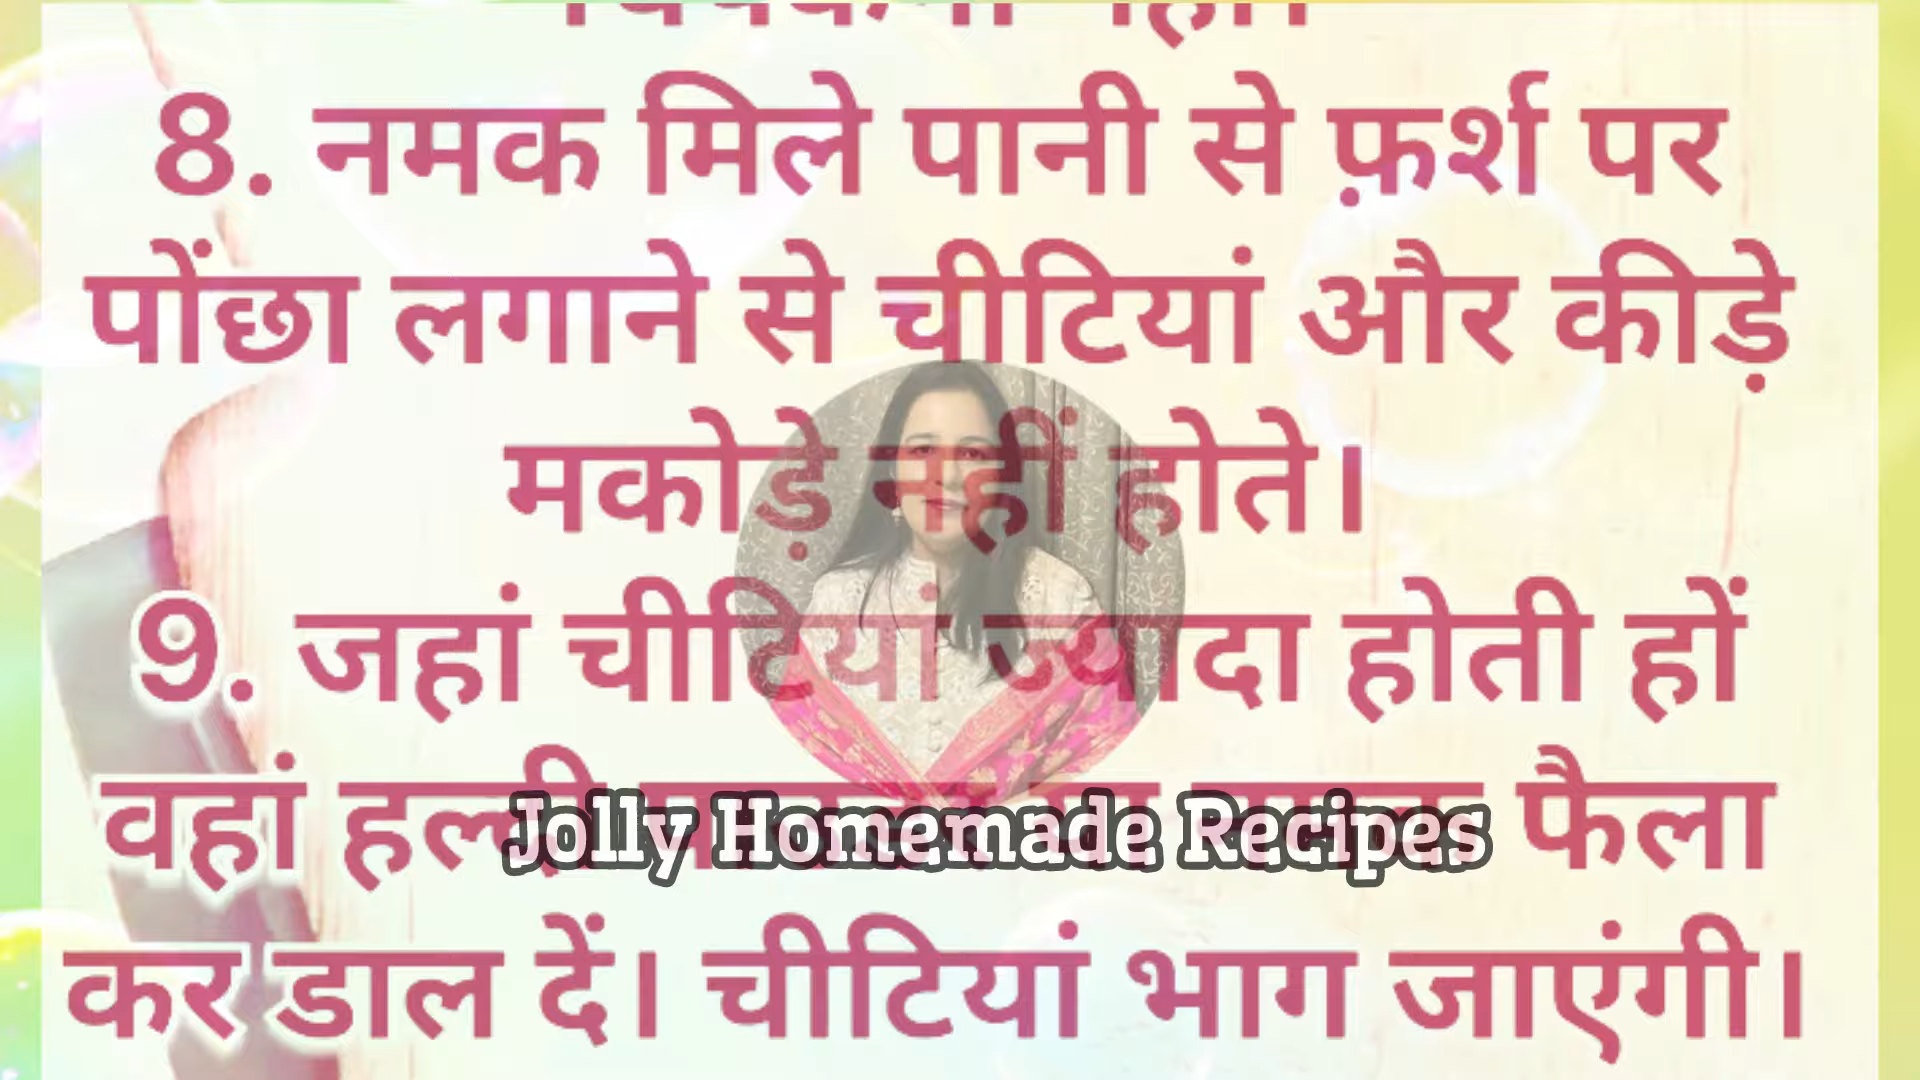 8. नमक मिले पानी से फ़र्श पर
पोंछा लगाने से चीटियां और कीड़े
मकोड़े नहीं होते।
9. जहां चीटियां ज्यादा होती हों
वहां हल्दी फैला
Jolly Homemade Recipes
कर डाल दें। चीटियां भाग जाएंगी।